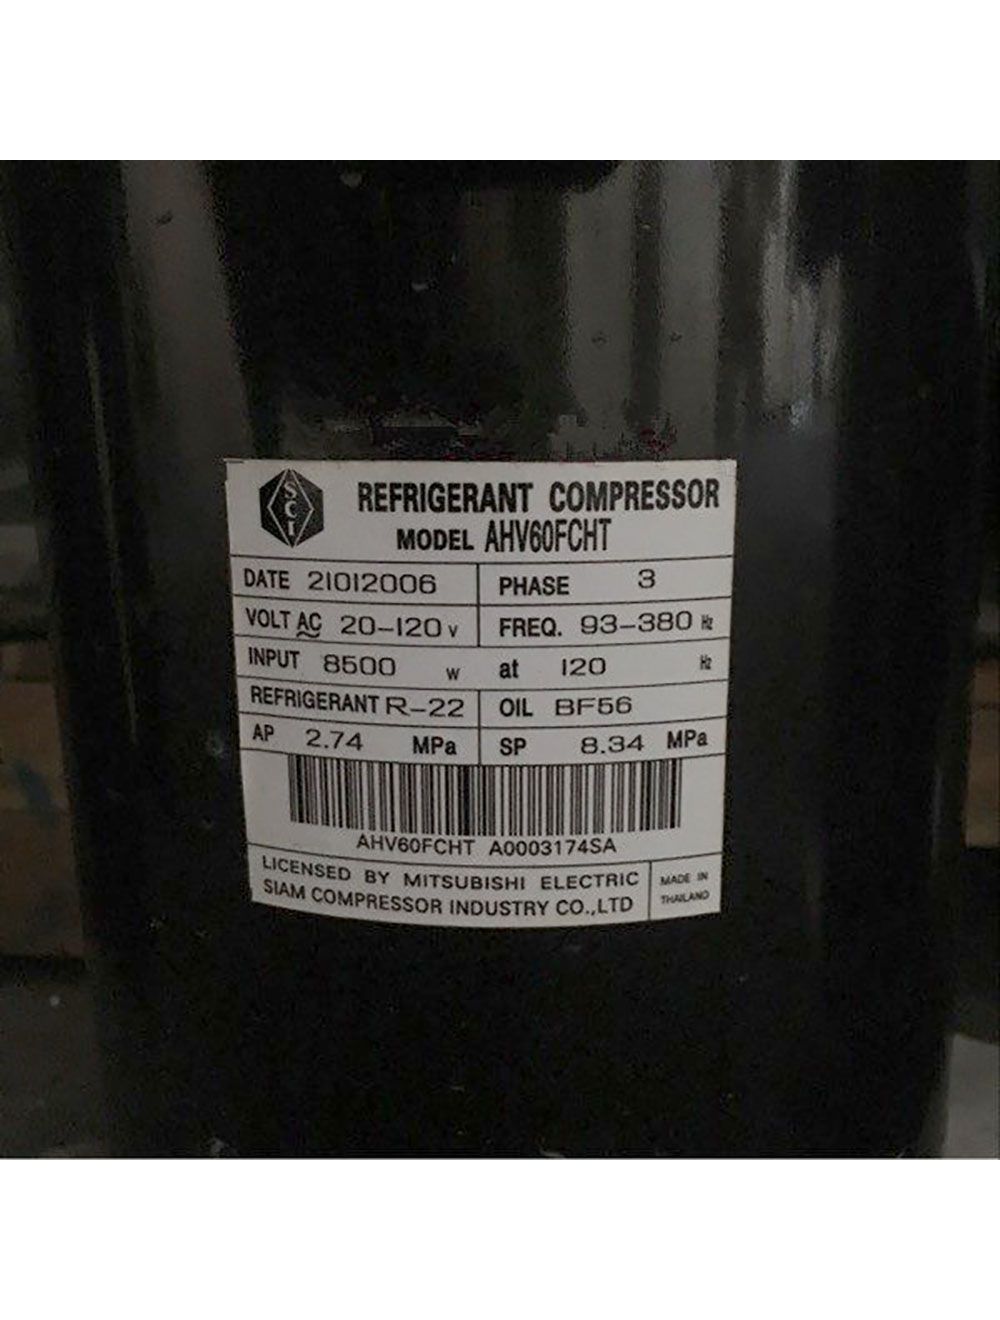 SCI
REFRIGERANT COMPRESSOR
MODEL AHV60FCHT
DATE 21012006 PHASE 3
VOLT AC 20-120 V FREQ. 93-380 Hz
INPUT 8500 W at 120 Hz
REFRIGERANT R-22 OIL BF56
AP 2.74 MPa SP 8.34 MPa
AHV60FCHT A0003174SA
LICENSED BY MITSUBISHI ELECTRIC
SIAM COMPRESSOR INDUSTRY CO.,LTD
MADE IN
THAILAND